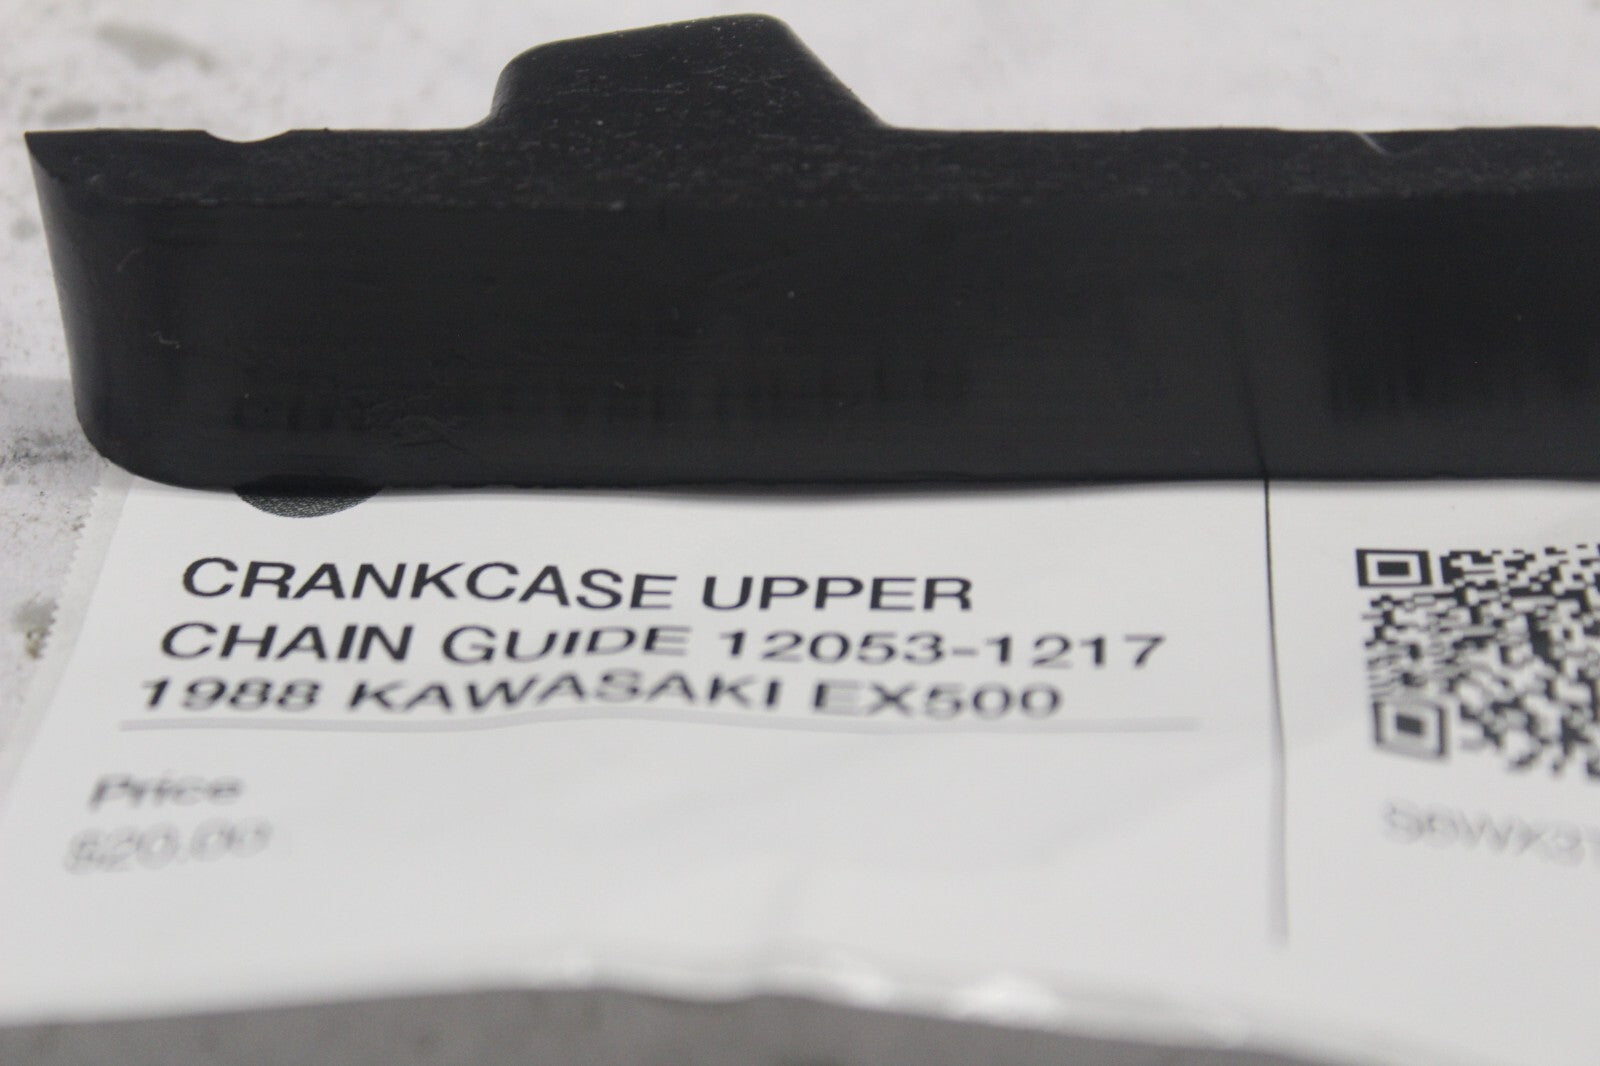 CRANKCASE UPPER
CHAIN GUIDE 12053-1217
1988 KAWASAKI EX500
Price
$20.00